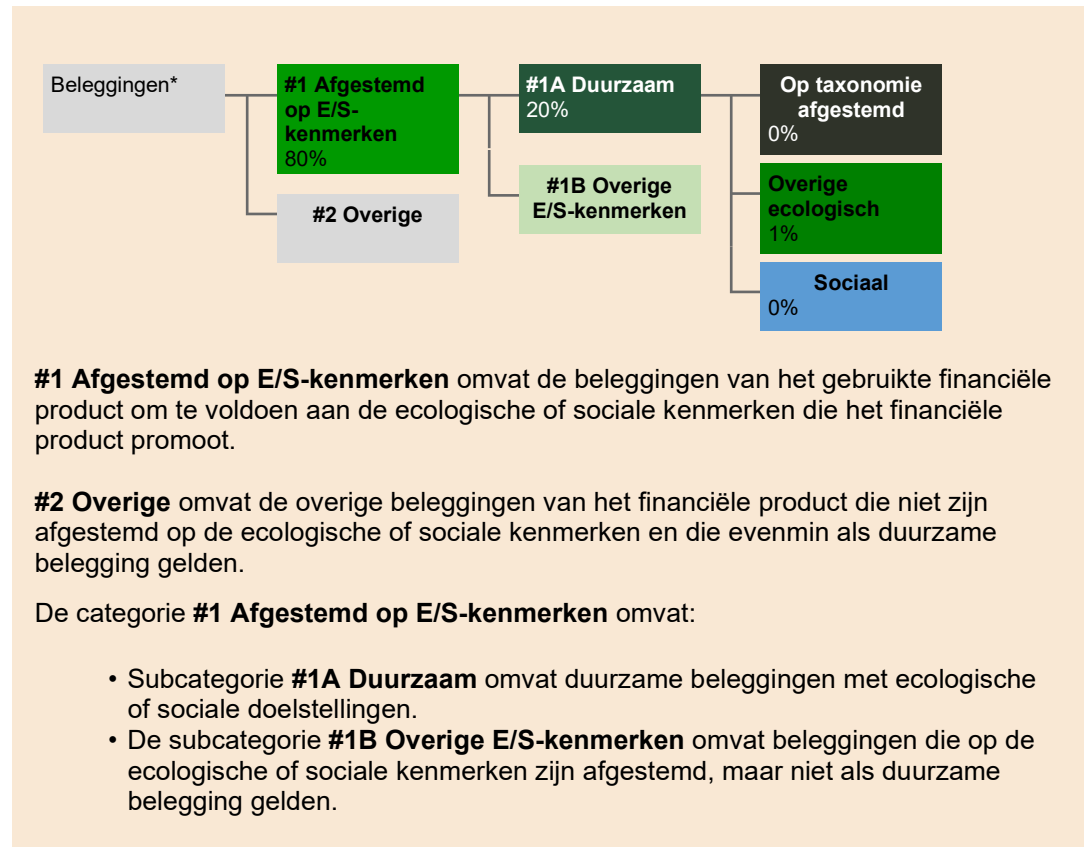 Beleggingen*
#1 Afgestemd
op E/S-
kenmerken
80%
#2 Overige
#1A Duurzaam
20%
#1B Overige
E/S-kenmerken
Op taxonomie
afgestemd
0%
Overige
ecologisch
1%
Sociaal
0%
#1 Afgestemd op E/S-kenmerken omvat de beleggingen van het gebruikte financiële
product om te voldoen aan de ecologische of sociale kenmerken die het financiële
product promoot.
#2 Overige omvat de overige beleggingen van het financiële product die niet zijn
afgestemd op de ecologische of sociale kenmerken en die evenmin als duurzame
belegging gelden.
De categorie #1 Afgestemd op E/S-kenmerken omvat:
• Subcategorie #1A Duurzaam omvat duurzame beleggingen met ecologische
of sociale doelstellingen.
• De subcategorie #1B Overige E/S-kenmerken omvat beleggingen die op de
ecologische of sociale kenmerken zijn afgestemd, maar niet als duurzame
belegging gelden.